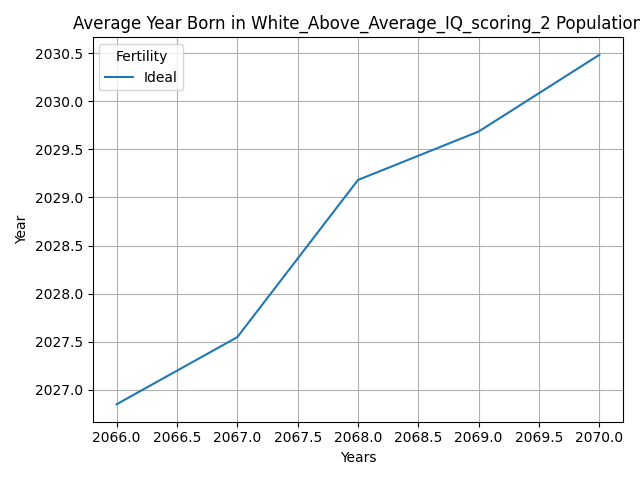 Average Year Born in White_Above_Average_IQ_scoring_2 Population
Fertility
Ideal
2030.5
2030.0
2029.5
2029.0
2028.5
2028.0
2027.5
2027.0
Year
2066.0 2066.5 2067.0 2067.5 2068.0 2068.5 2069.0 2069.5 2070.0
Years